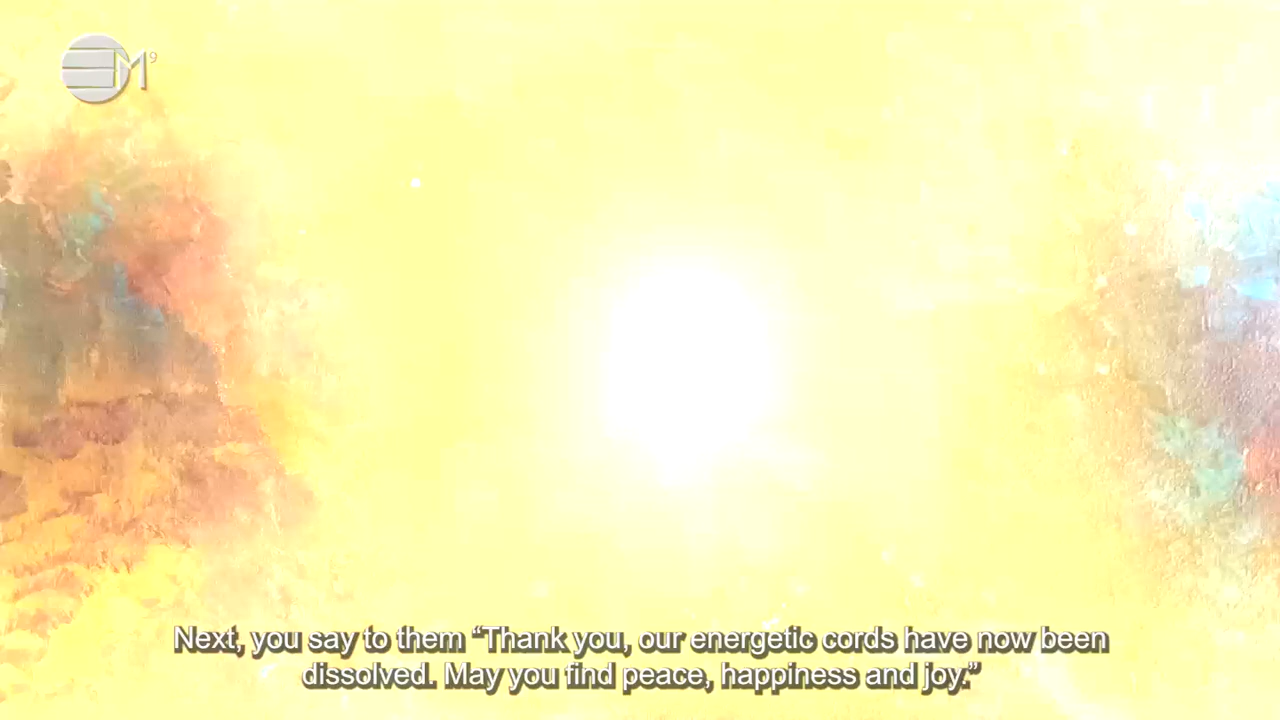 M⁹
Next, you say to them “Thank you, our energetic cords have now been
dissolved. May you find peace, happiness and joy.”